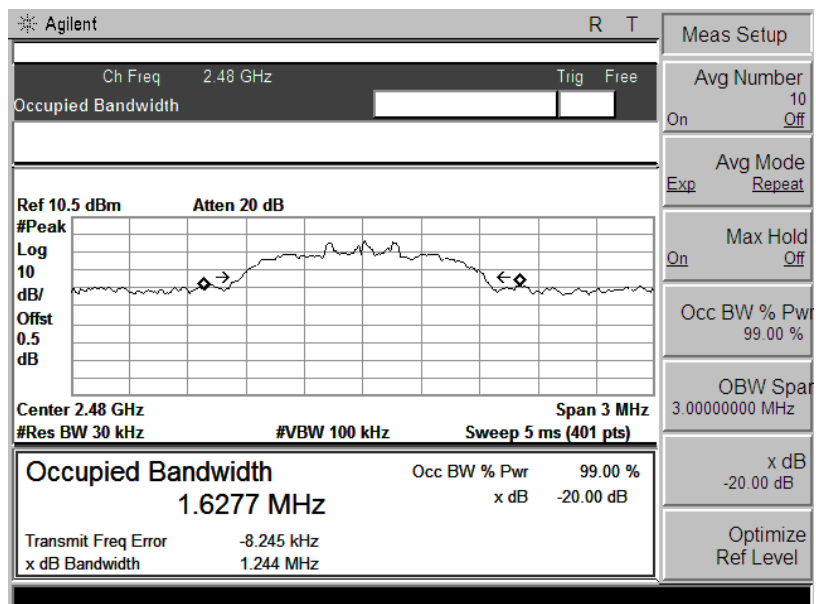 Agilent R T
Meas Setup
Ch Freq 2.48 GHz Trig Free
Occupied Bandwidth
Avg Number
10
On Off
Avg Mode
Exp Repeat
Max Hold
On Off
Occ BW % Pwr
99.00 %
OBW Span
3.00000000 MHz
x dB
-20.00 dB
Optimize
Ref Level
Ref 10.5 dBm Atten 20 dB
#Peak
Log
10
dB/
Offst
0.5
dB
Center 2.48 GHz Span 3 MHz
#Res BW 30 kHz #VBW 100 kHz Sweep 5 ms (401 pts)
Occupied Bandwidth
1.6277 MHz
Occ BW % Pwr 99.00 %
x dB -20.00 dB
Transmit Freq Error -8.245 kHz
x dB Bandwidth 1.244 MHz